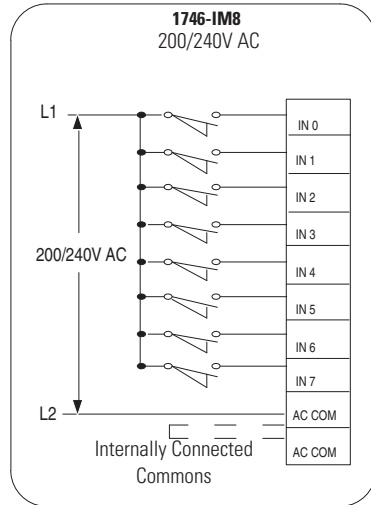 1746-IM8
200/240V AC
L1
IN 0
IN 1
IN 2
IN 3
200/240V AC
IN 4
IN 5
IN 6
IN 7
L2
AC COM
Internally Connected
Commons
AC COM